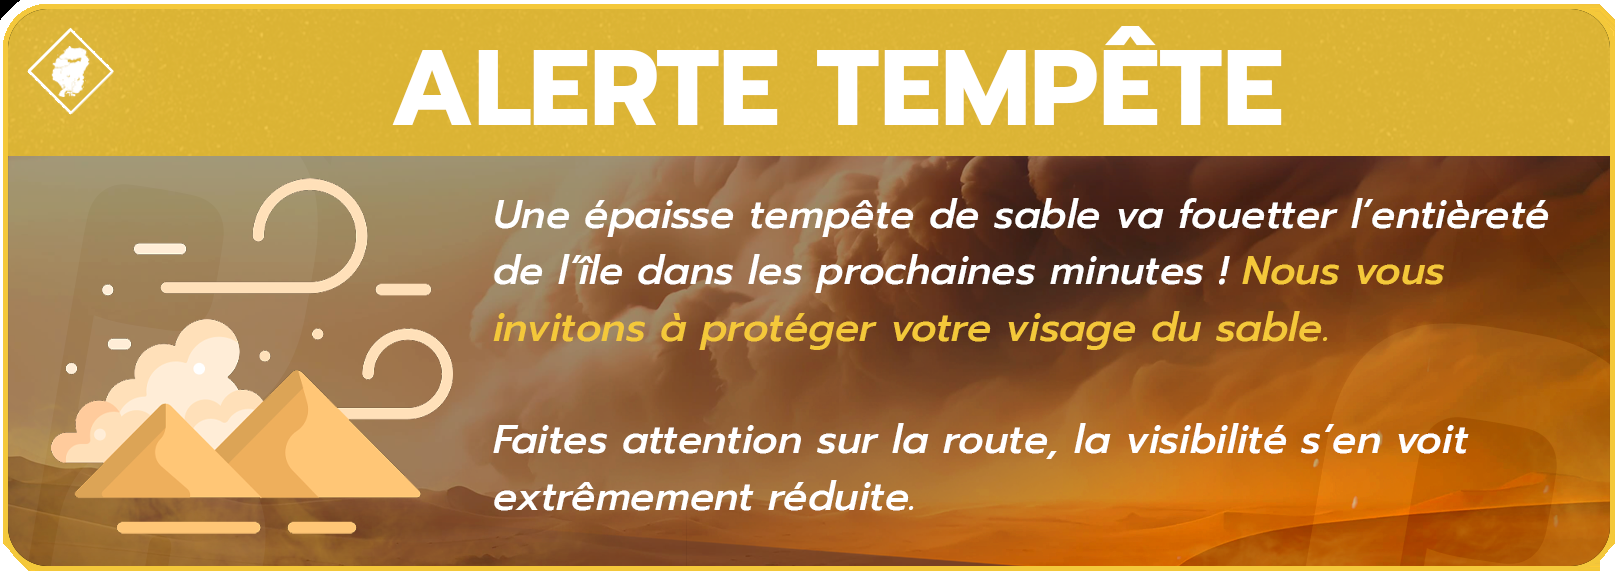 ALERTE TEMPÊTE
Une épaisse tempête de sable va fouetter l’entièreté
de l’île dans les prochaines minutes ! Nous vous
invitons à protéger votre visage du sable.
Faites attention sur la route, la visibilité s’en voit
extrêmement réduite.